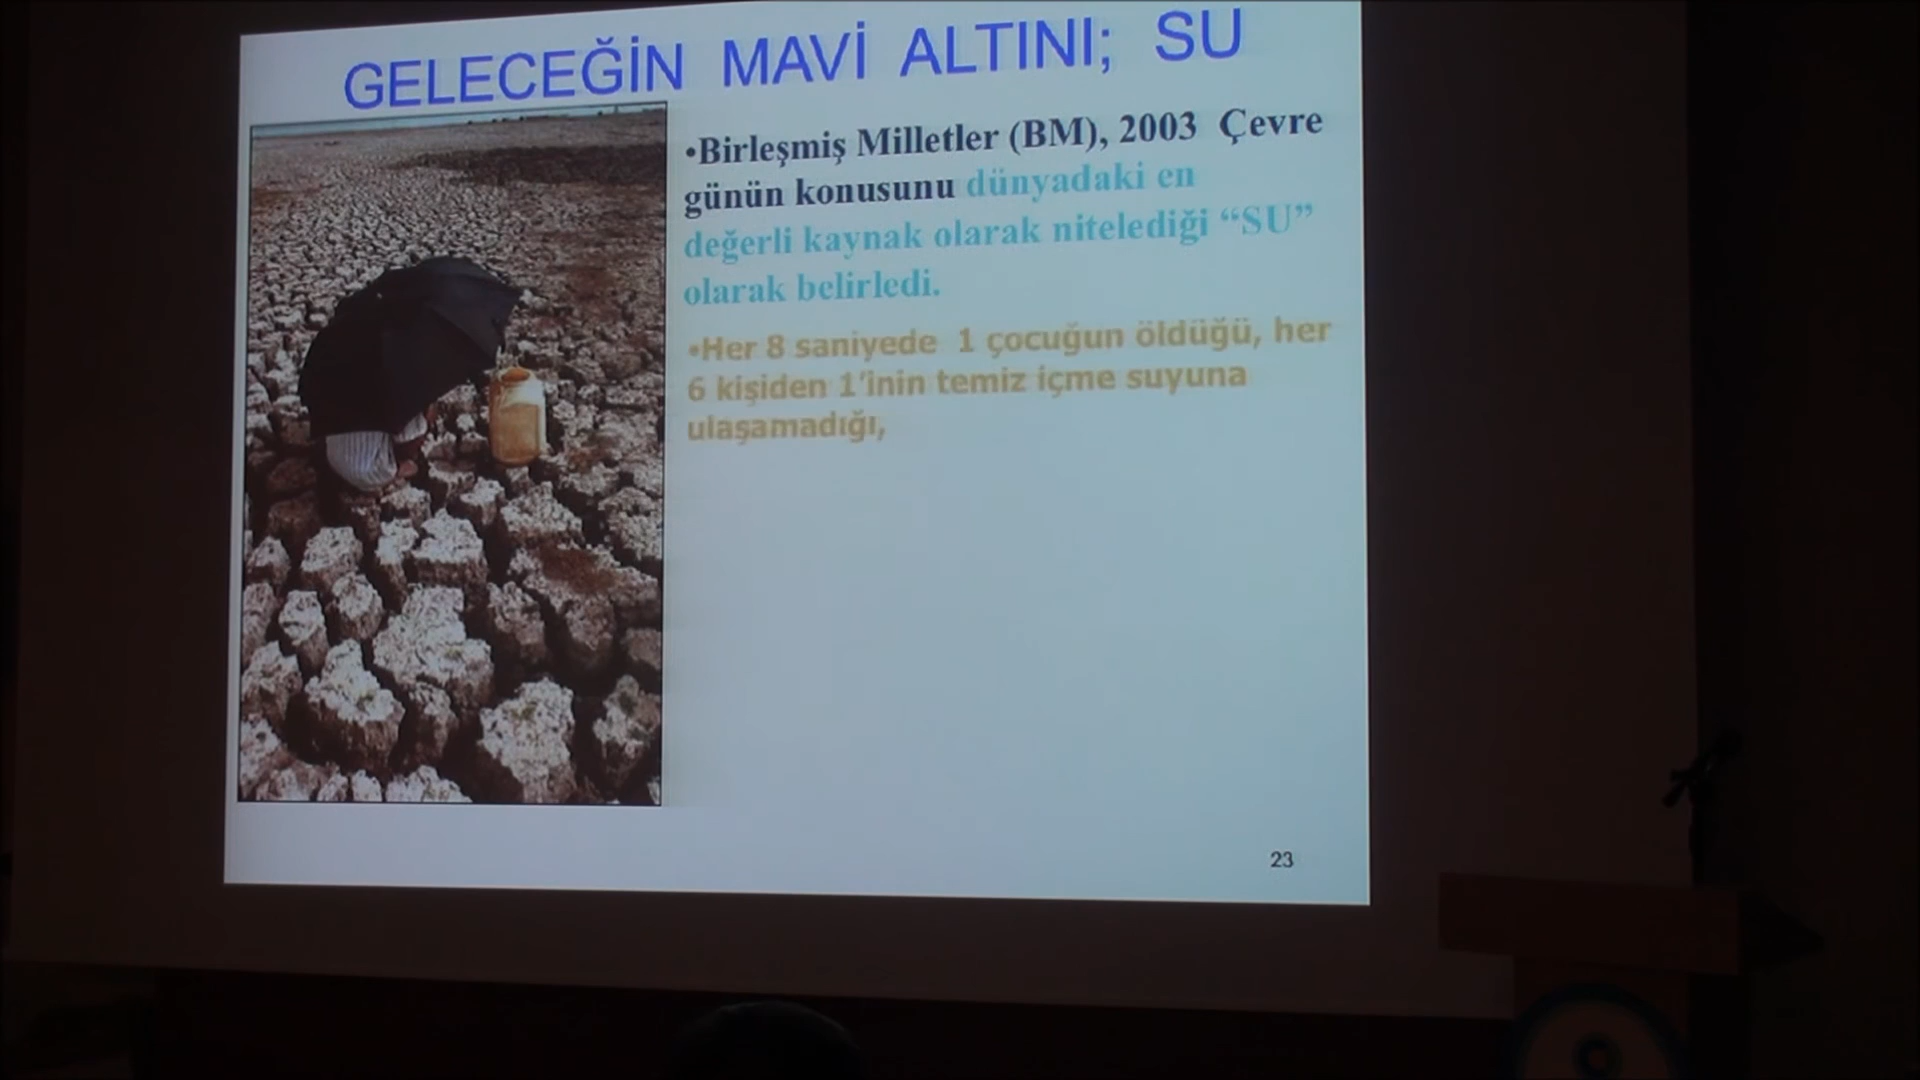 GELECEĞİN MAVİ ALTINI; SU
•Birleşmiş Milletler (BM), 2003 Çevre
günün konusunu dünyadaki en
değerli kaynak olarak nitelediği “SU”
olarak belirledi.
•Her 8 saniyede 1 çocuğun öldüğü, her
6 kişiden 1’inin temiz içme suyuna
ulaşamadığı,
23